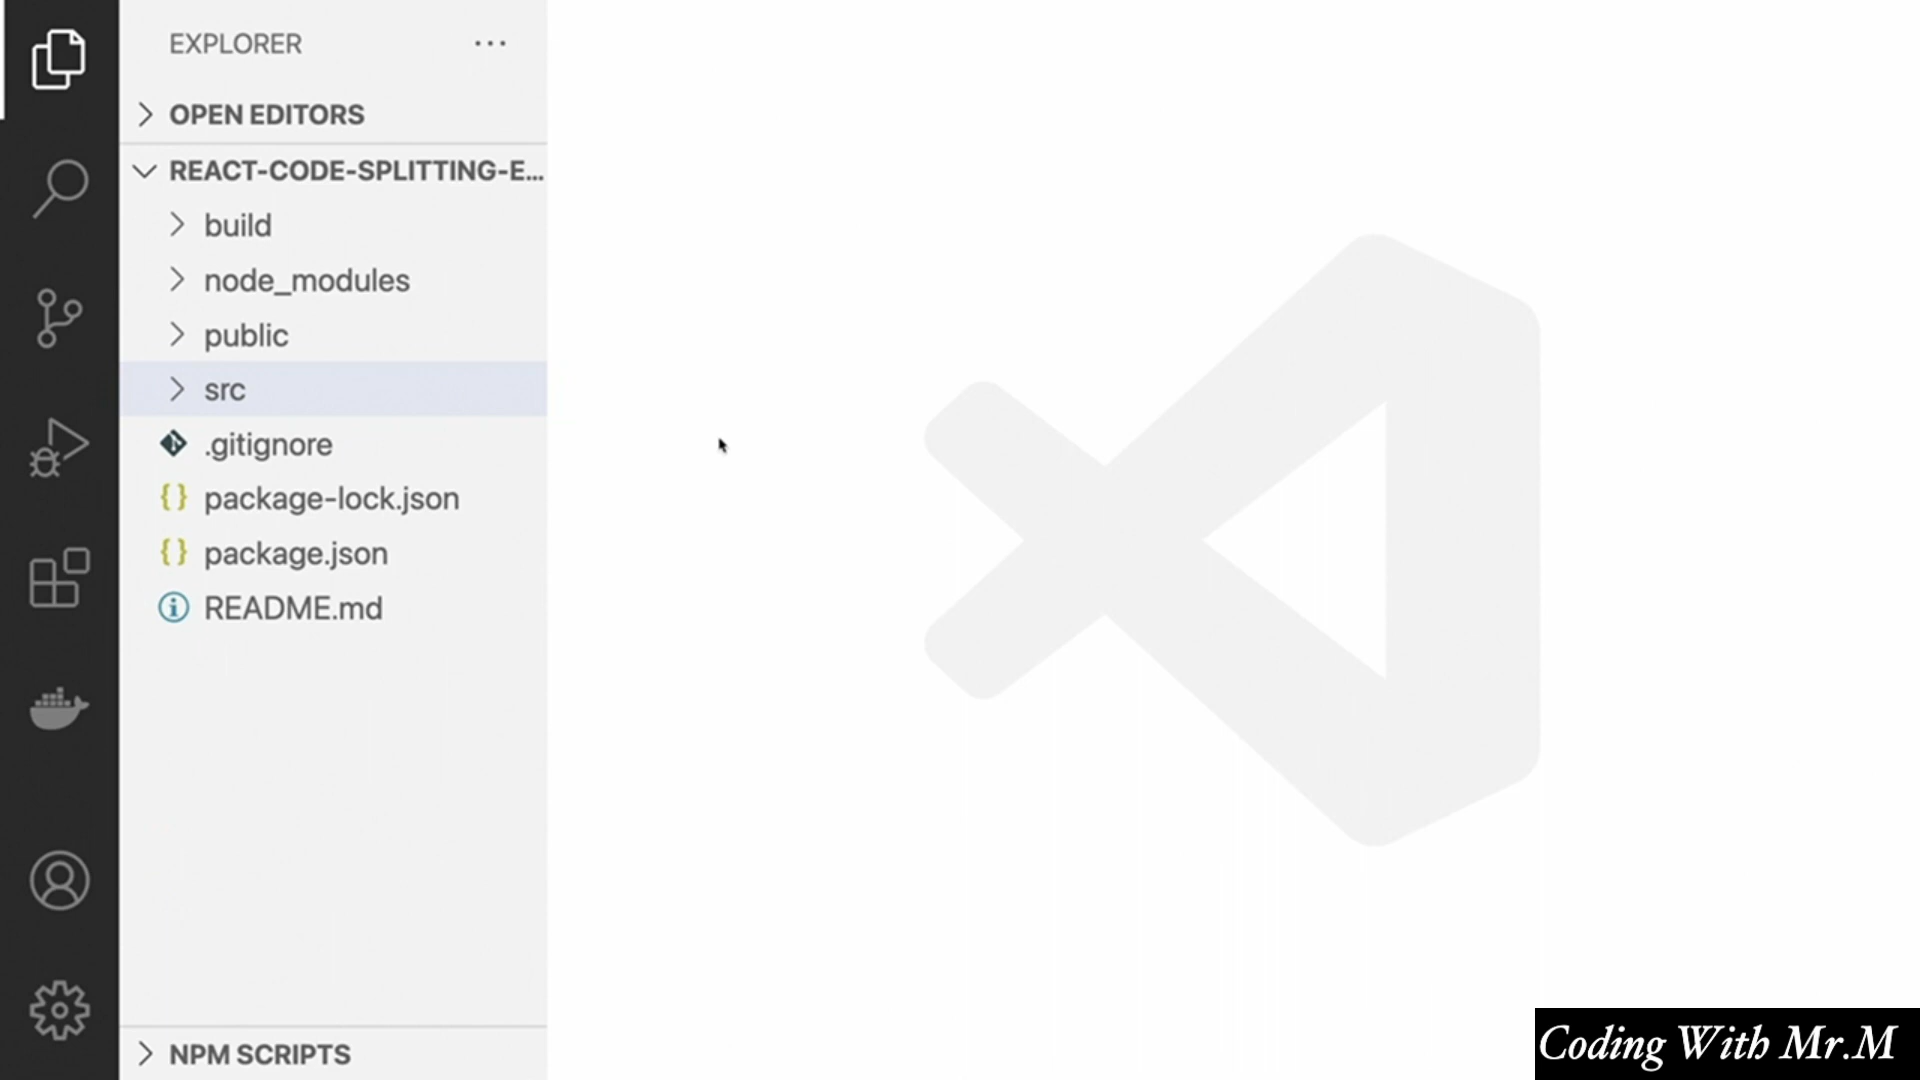 EXPLORER
OPEN EDITORS
REACT-CODE-SPLITTING-E...
build
node_modules
public
src
.gitignore
package-lock.json
package.json
README.md
NPM SCRIPTS
Coding With Mr.M